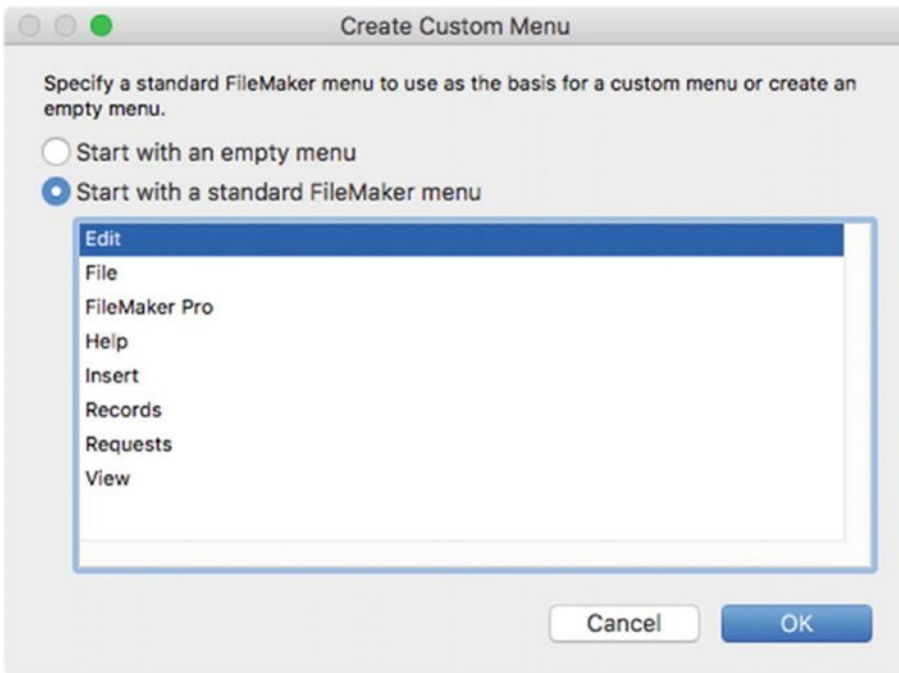 Create Custom Menu
Specify a standard FileMaker menu to use as the basis for a custom menu or create an
empty menu.
Start with an empty menu
Start with a standard FileMaker menu
Edit
File
FileMaker Pro
Help
Insert
Records
Requests
View
Cancel
OK